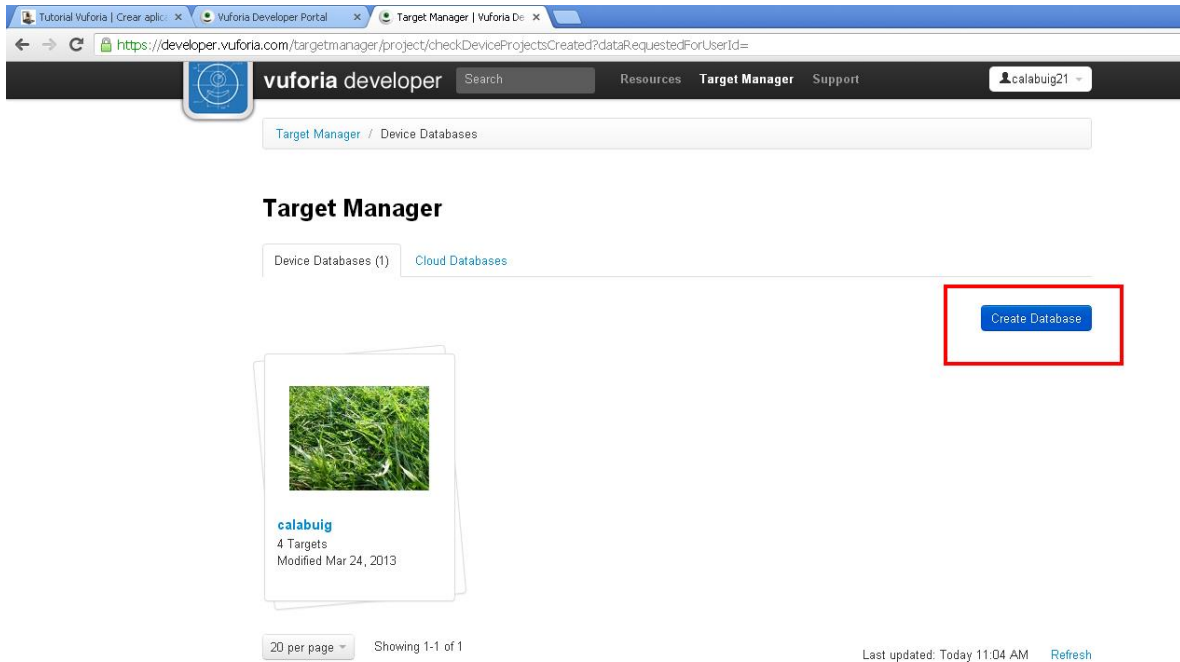 Tutorial Vuforia | Crear aplic
Vuforia Developer Portal
Target Manager | Vuforia De
https://developer.vuforia.com/targetmanager/project/checkDeviceProjectsCreated?dataRequestedForUserId=
vuforia developer Search Resources Target Manager Support calabuig21
Target Manager / Device Databases
Target Manager
Device Databases (1) Cloud Databases
Create Database
calabuig
4 Targets
Modified Mar 24, 2013
20 per page Showing 1-1 of 1
Last updated: Today 11:04 AM Refresh